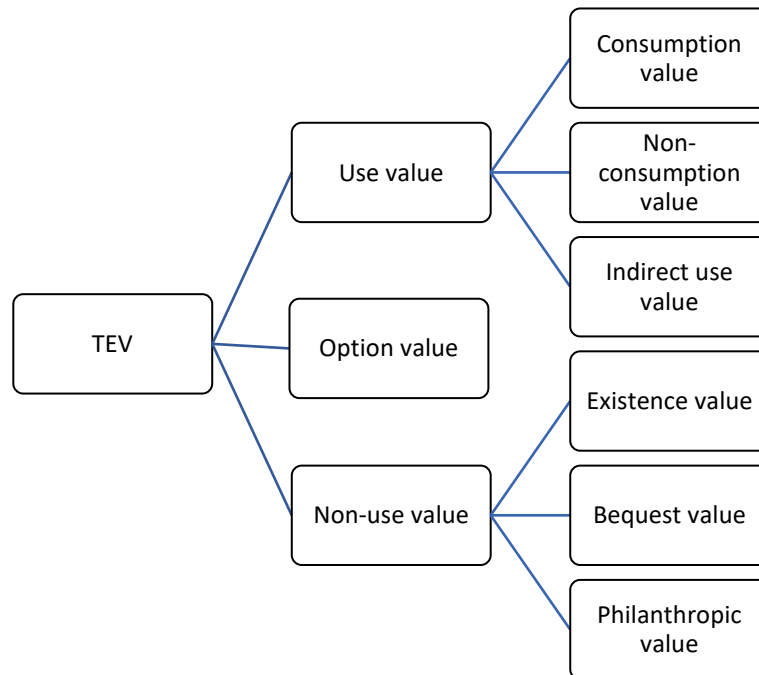 Consumption
value
Non-
consumption
value
Use value
Indirect use
value
TEV
Option value
Existence value
Non-use value
Bequest value
Philanthropic
value